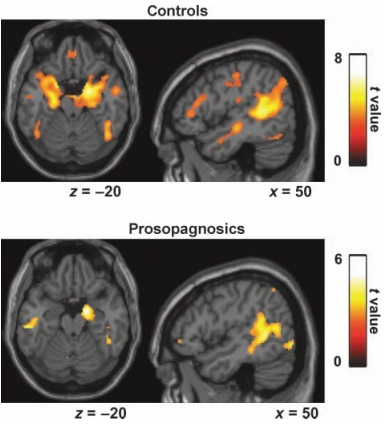 Controls
8
0
t value
z = –20
x = 50
Prosopagnosics
6
0
t value
z = –20
x = 50